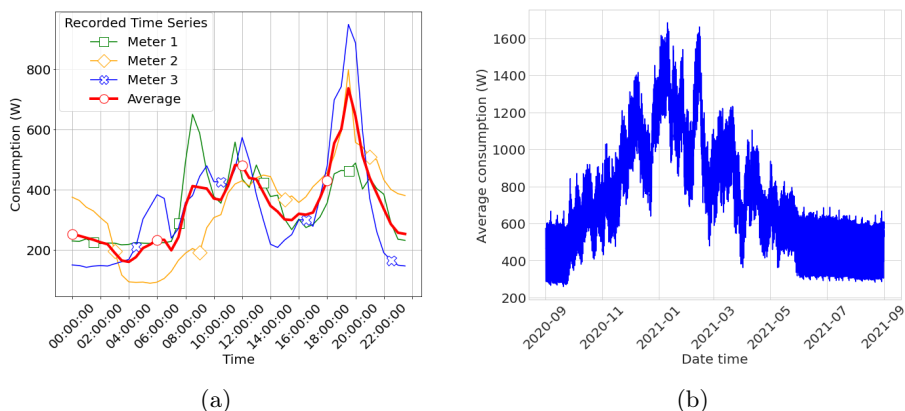 Recorded Time Series
Meter 1
Meter 2
Meter 3
Average
Consumption (W)
800
600
400
200
00:00:00
02:00:00
04:00:00
06:00:00
08:00:00
10:00:00
12:00:00
14:00:00
16:00:00
18:00:00
20:00:00
22:00:00
Time
(a)
Average consumption (W)
1600
1400
1200
1000
800
600
400
200
2020-09
2020-11
2021-01
2021-03
2021-05
2021-07
2021-09
Date time
(b)